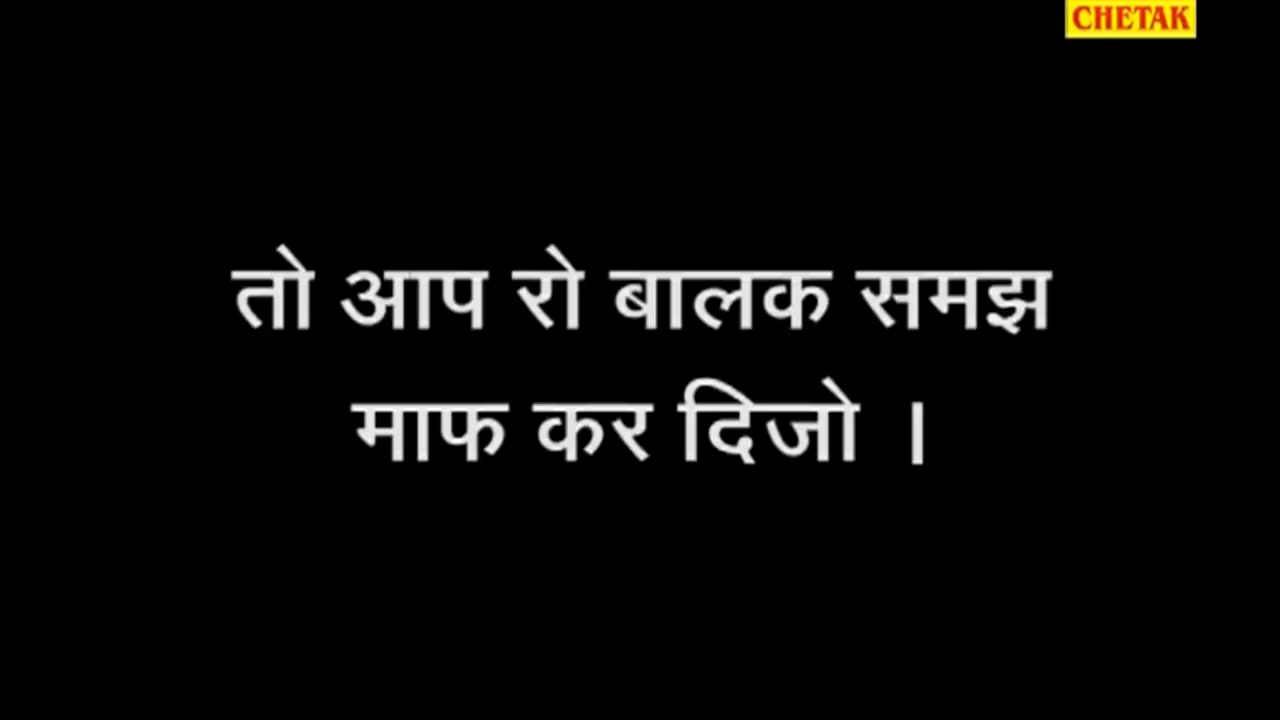 CHETAK
तो आप रो बालक समझ
माफ कर दिजो ।